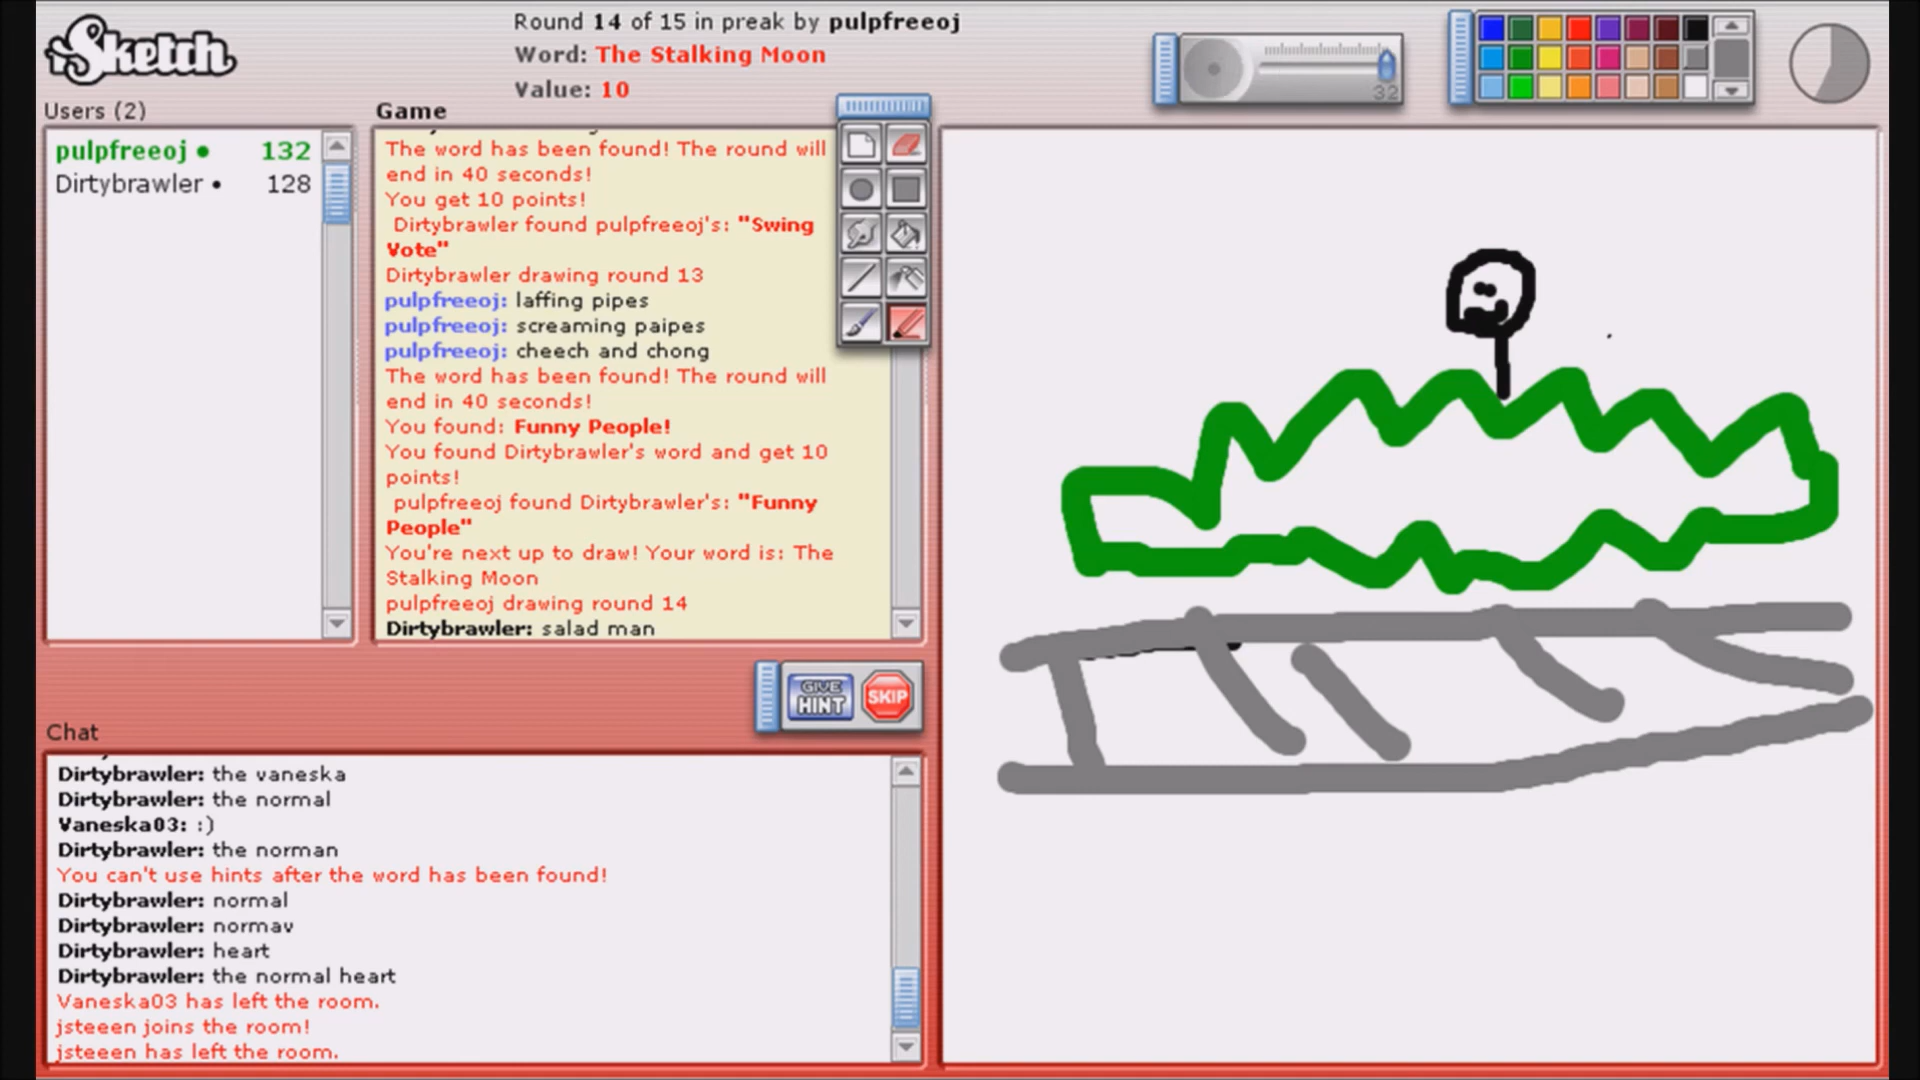 iSketch
Round 14 of 15 in preak by pulpfreeoj
Word: The Stalking Moon
Value: 10
32
Users (2)
pulpfreeoj • 132
Dirtybrawler • 128
Game
The word has been found! The round will
end in 40 seconds!
You get 10 points!
Dirtybrawler found pulpfreeoj's: "Swing
Vote"
Dirtybrawler drawing round 13
pulpfreeoj: laffing pipes
pulpfreeoj: screaming paipes
pulpfreeoj: cheech and chong
The word has been found! The round will
end in 40 seconds!
You found: Funny People!
You found Dirtybrawler's word and get 10
points!
pulpfreeoj found Dirtybrawler's: "Funny
People"
You're next up to draw! Your word is: The
Stalking Moon
pulpfreeoj drawing round 14
Dirtybrawler: salad man
GIVE
HINT
SKIP
Chat
Dirtybrawler: the vaneska
Dirtybrawler: the normal
Vaneska03: :)
Dirtybrawler: the norman
You can't use hints after the word has been found!
Dirtybrawler: normal
Dirtybrawler: normav
Dirtybrawler: heart
Dirtybrawler: the normal heart
Vaneska03 has left the room.
jsteeen joins the room!
jsteeen has left the room.